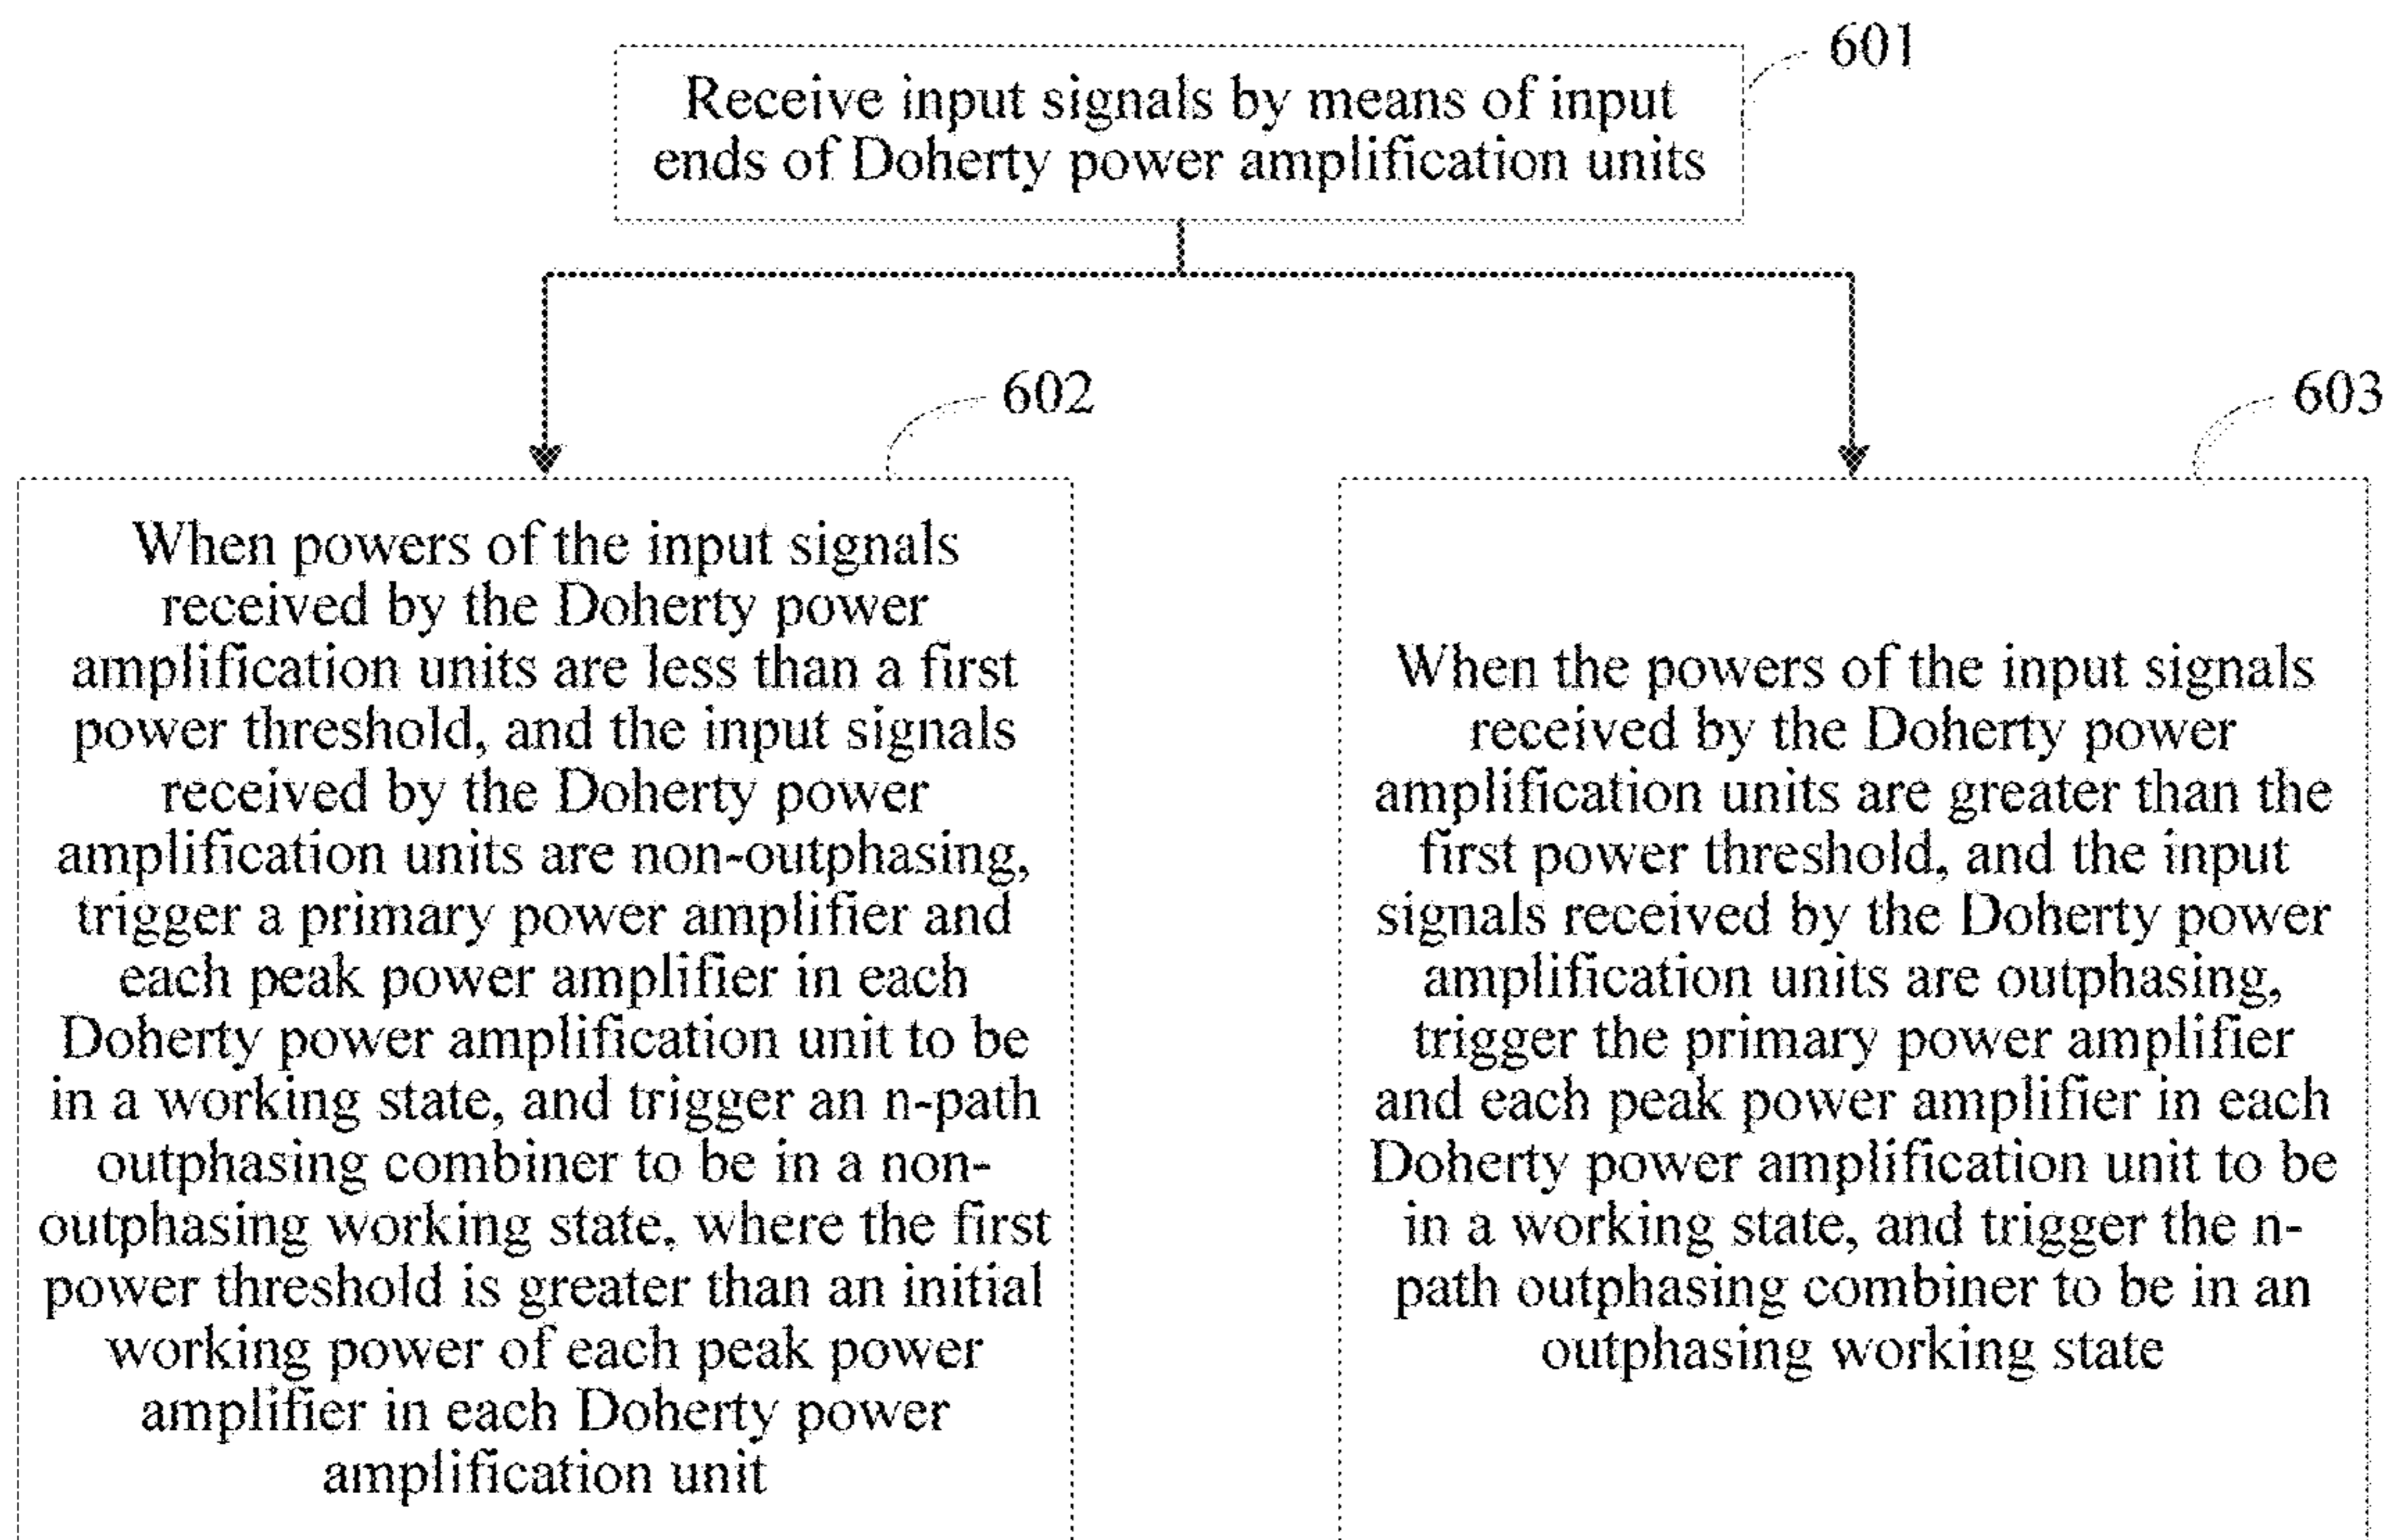 601
Receive input signals by means of input
ends of Doherty power amplification units
602
When powers of the input signals
received by the Doherty power
amplification units are less than a first
power threshold, and the input signals
received by the Doherty power
amplification units are non-outphasing,
trigger a primary power amplifier and
each peak power amplifier in each
Doherty power amplification unit to be
in a working state, and trigger an n-path
outphasing combiner to be in a non-
outphasing working state, where the first
power threshold is greater than an initial
working power of each peak power
amplifier in each Doherty power
amplification unit
603
When the powers of the input signals
received by the Doherty power
amplification units are greater than the
first power threshold, and the input
signals received by the Doherty power
amplification units are outphasing,
trigger the primary power amplifier
and each peak power amplifier in each
Doherty power amplification unit to be
in a working state, and trigger the n-
path outphasing combiner to be in an
outphasing working state